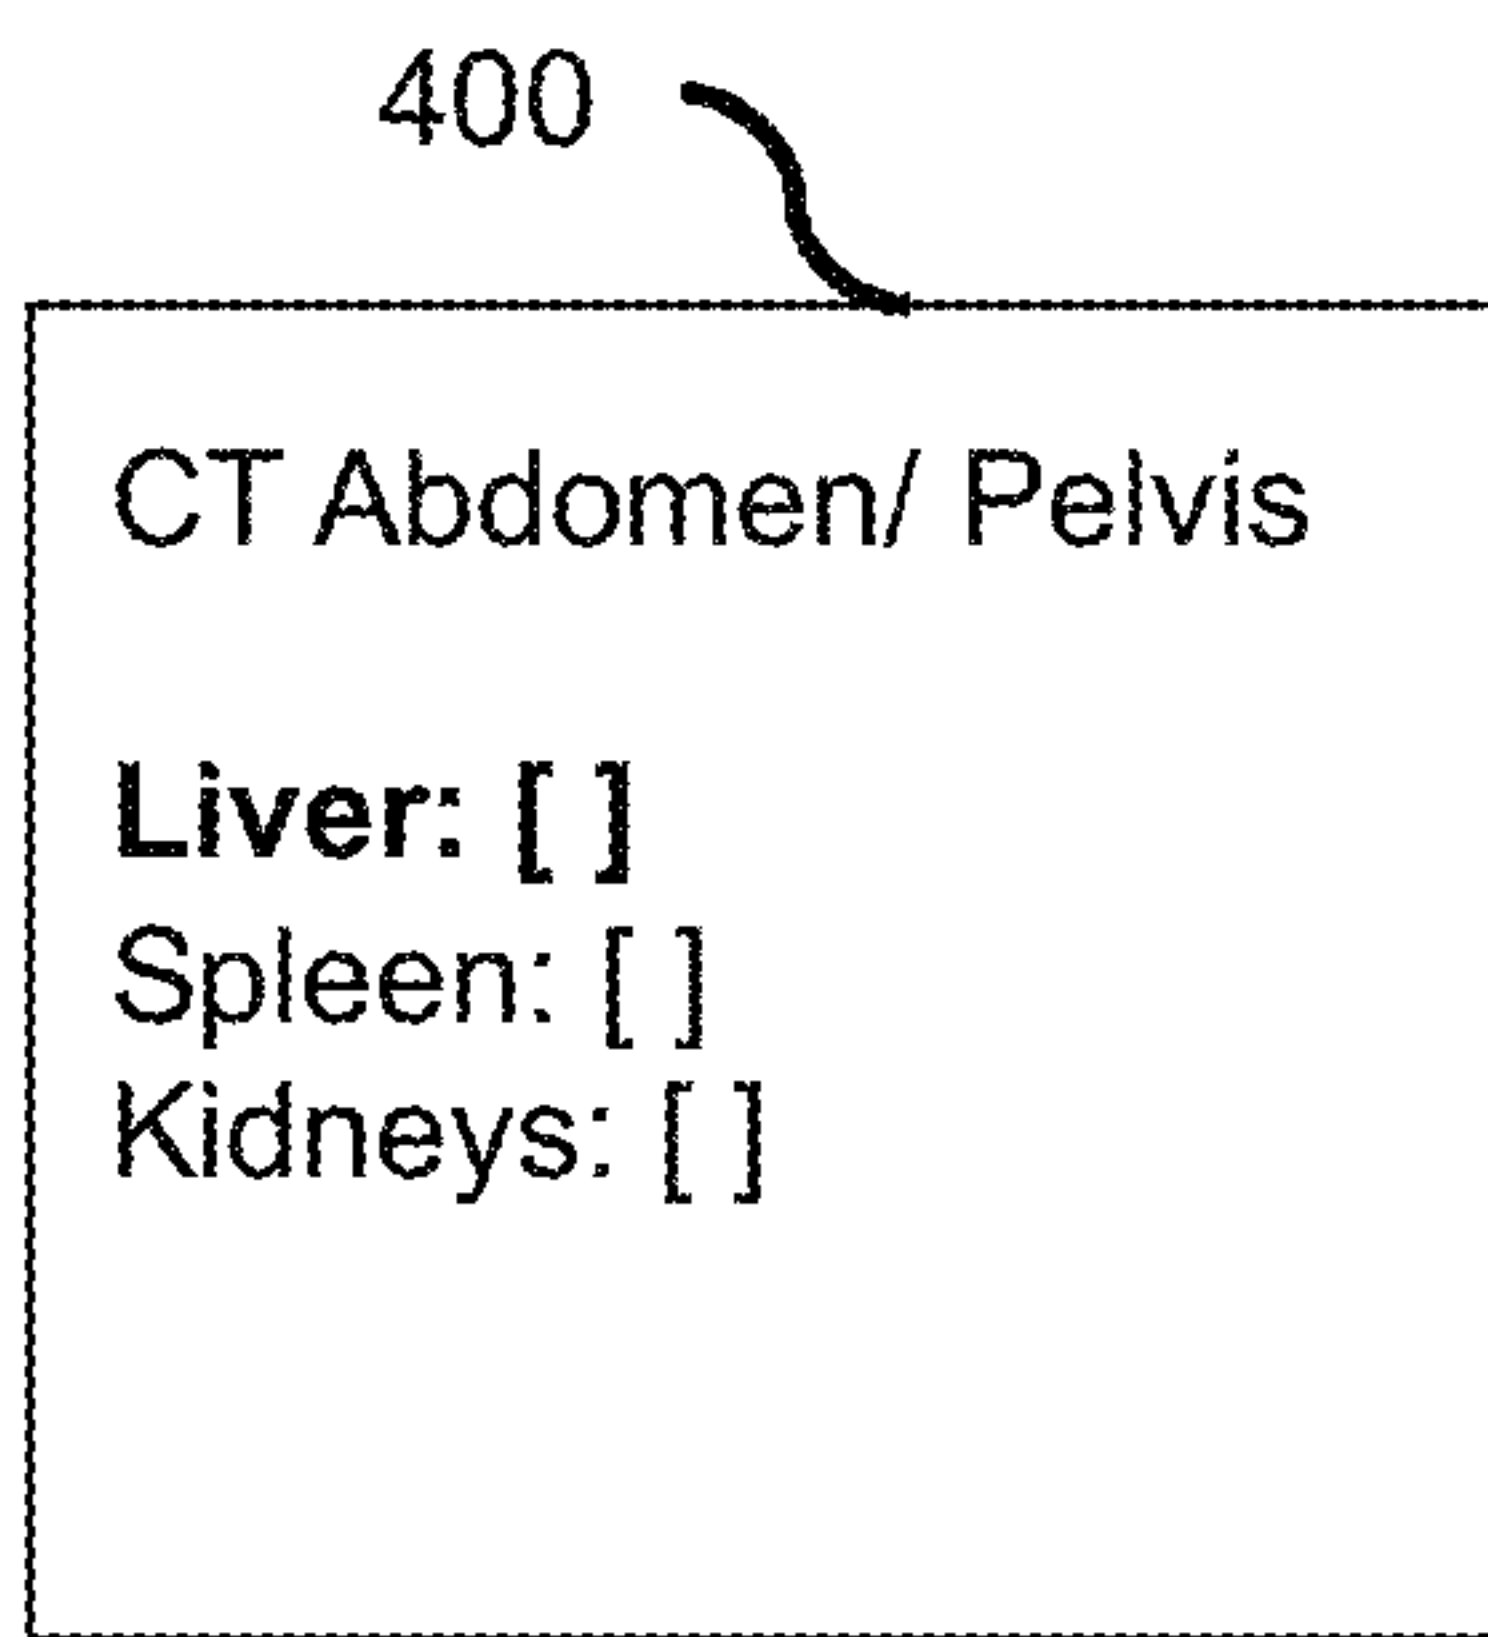 400
CT Abdomen/ Pelvis
Liver: [ ]
Spleen: [ ]
Kidneys: [ ]